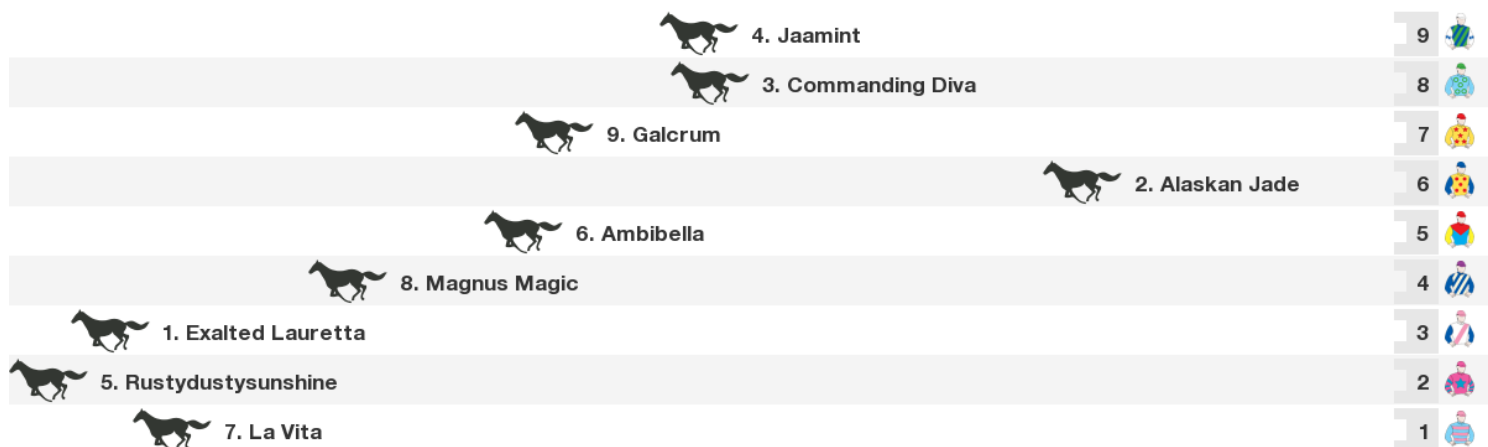 4. Jaamint 9
3. Commanding Diva 8
9. Galcrum 7
2. Alaskan Jade 6
6. Ambibella 5
8. Magnus Magic 4
1. Exalted Lauretta 3
5. Rustydustysunshine 2
7. La Vita 1